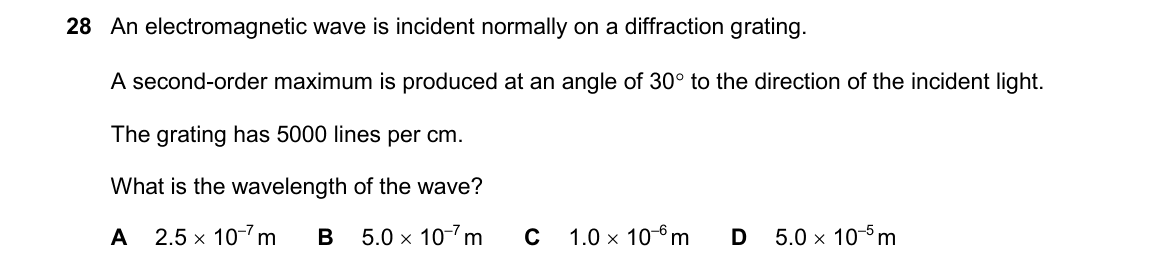 28 An electromagnetic wave is incident normally on a diffraction grating.
A second-order maximum is produced at an angle of 30° to the direction of the incident light.
The grating has 5000 lines per cm.
What is the wavelength of the wave?
A 2.5 × 10⁻⁷ m B 5.0 × 10⁻⁷ m C 1.0 × 10⁻⁶ m D 5.0 × 10⁻⁵ m